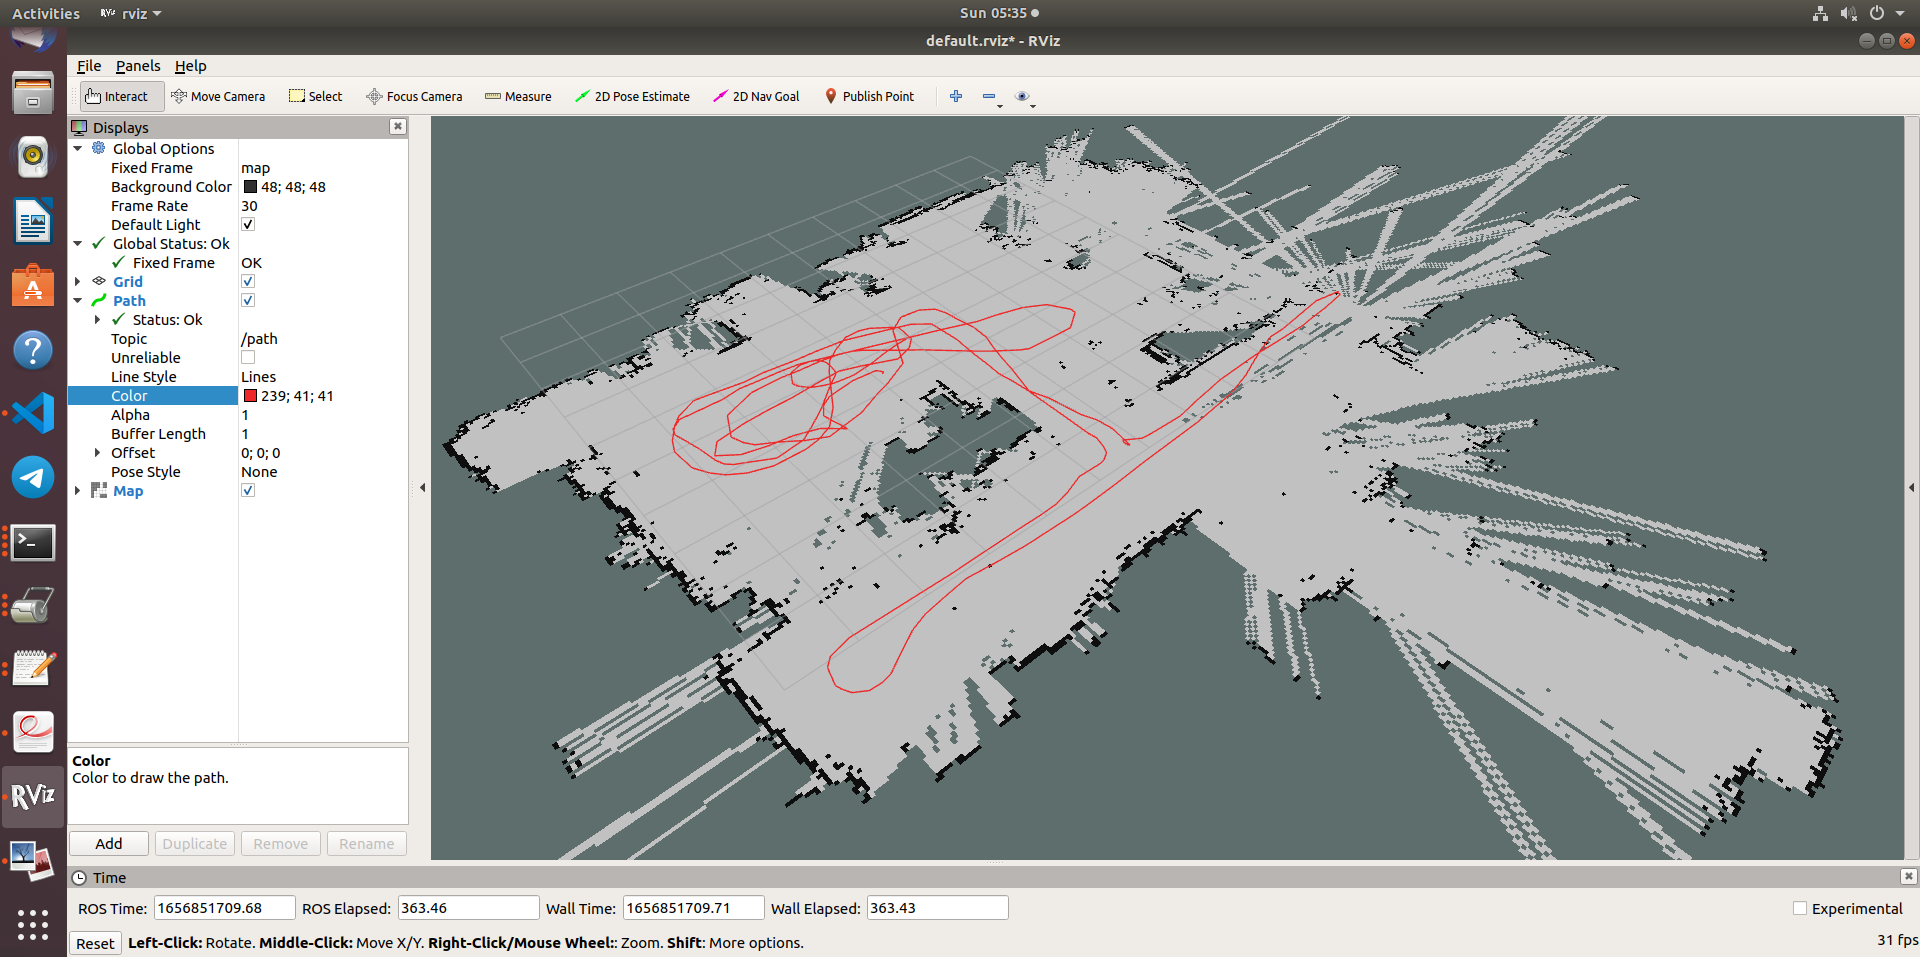 Activities
RViz
rviz
Sun 05:35
default.rviz* - RViz
File
Panels
Help
Interact
Move Camera
Select
Focus Camera
Measure
2D Pose Estimate
2D Nav Goal
Publish Point
Displays
Global Options
Fixed Frame
map
Background Color
48; 48; 48
Frame Rate
30
Default Light
Global Status: Ok
Fixed Frame
OK
Grid
Path
Status: Ok
Topic
/path
Unreliable
Line Style
Lines
Color
239; 41; 41
Alpha
1
Buffer Length
1
Offset
0; 0; 0
Pose Style
None
Map
Color
Color to draw the path.
Add
Duplicate
Remove
Rename
RViz
Time
ROS Time:
1656851709.68
ROS Elapsed:
363.46
Wall Time:
1656851709.71
Wall Elapsed:
363.43
Experimental
Reset
Left-Click: Rotate. Middle-Click: Move X/Y. Right-Click/Mouse Wheel:: Zoom. Shift: More options.
31 fps